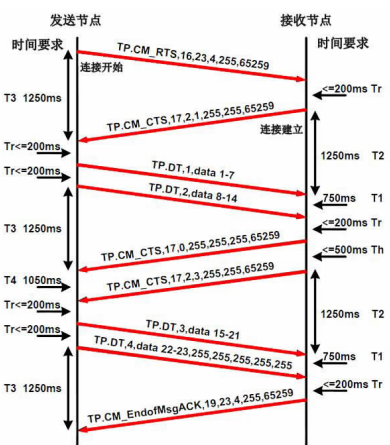 发送节点 接收节点
时间要求 时间要求
TP.CM_RTS,16,23,4,255,65259
连接开始
<=200ms Tr
TP.CM_CTS,17,2,1,255,255,65259
T3 1250ms
连接建立
Tr<=200ms
1250ms T2
Tr<=200ms
TP.DT,1,data 1-7
TP.DT,2,data 8-14
750ms T1
<=200ms Tr
T3 1250ms
TP.CM_CTS,17,0,255,255,255,65259
<=500ms Th
T4 1050ms
TP.CM_CTS,17,2,3,255,255,65259
Tr<=200ms
1250ms T2
Tr<=200ms
TP.DT,3,data 15-21
TP.DT,4,data 22-23,255,255,255,255,255
750ms T1
T3 1250ms
<=200ms Tr
TP.CM_EndofMsgACK,19,23,4,255,65259